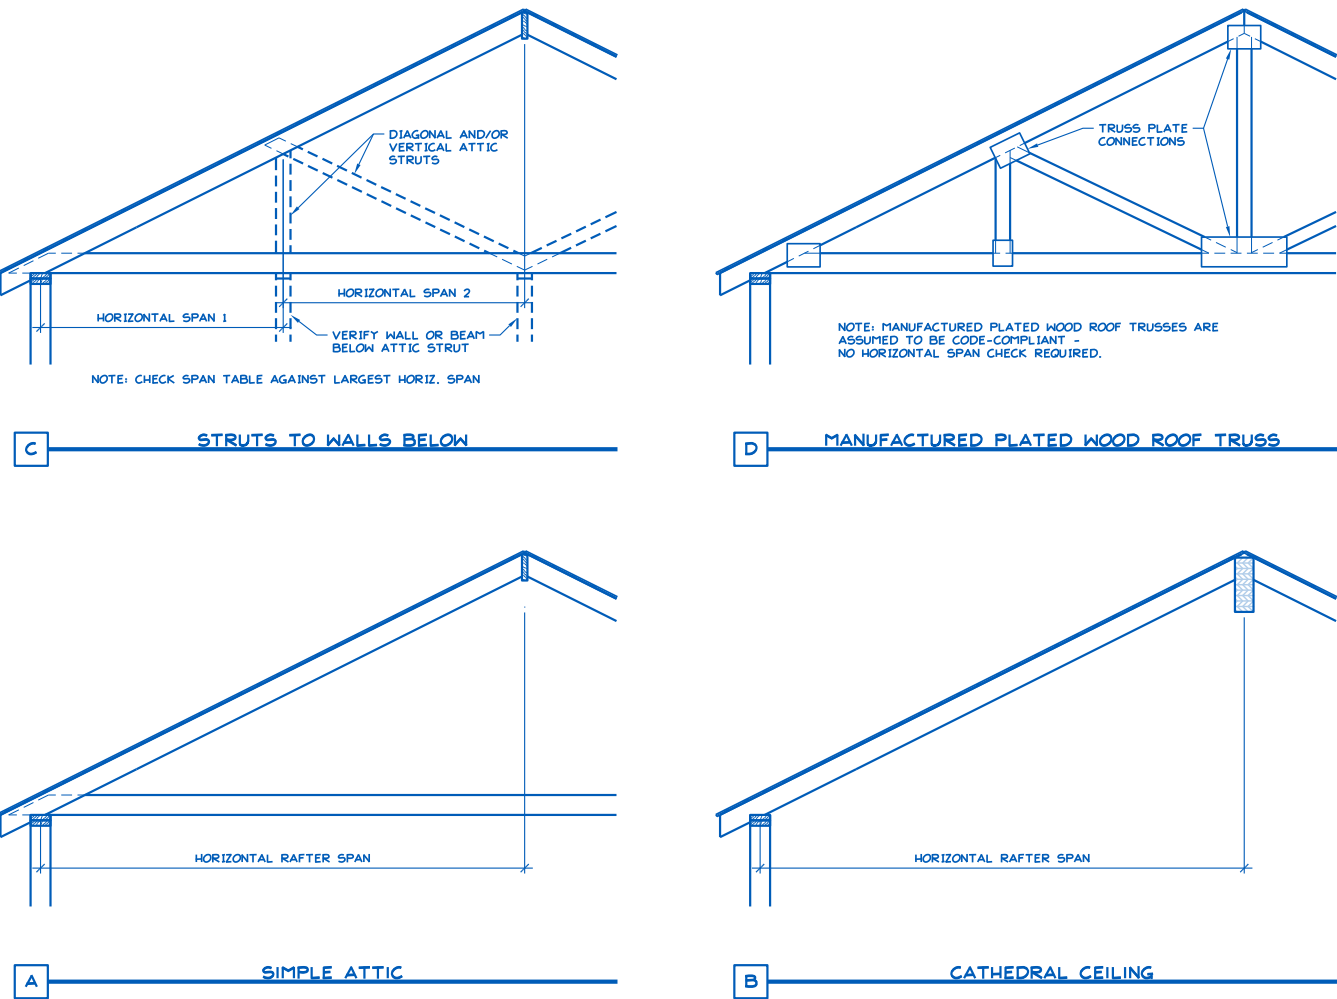 DIAGONAL AND/OR
VERTICAL ATTIC
STRUTS
HORIZONTAL SPAN 2
HORIZONTAL SPAN 1
VERIFY WALL OR BEAM
BELOW ATTIC STRUT
NOTE: CHECK SPAN TABLE AGAINST LARGEST HORIZ. SPAN
C
STRUTS TO WALLS BELOW
TRUSS PLATE
CONNECTIONS
NOTE: MANUFACTURED PLATED WOOD ROOF TRUSSES ARE
ASSUMED TO BE CODE-COMPLIANT -
NO HORIZONTAL SPAN CHECK REQUIRED.
D
MANUFACTURED PLATED WOOD ROOF TRUSS
HORIZONTAL RAFTER SPAN
A
SIMPLE ATTIC
HORIZONTAL RAFTER SPAN
B
CATHEDRAL CEILING